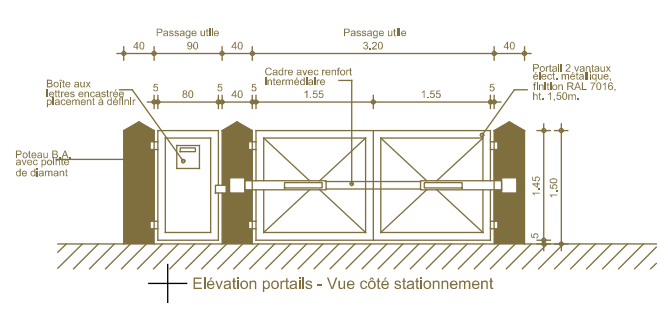 Passage utile
Passage utile
40
90
40
3.20
40
Boîte aux
lettres encastrée
placement à définir
Cadre avec renfort
intermédiaire
Portail 2 vantaux
élect. métallique,
finition RAL 7016,
ht. 1,50m.
5
80
5
40
5
1.55
1.55
5
Poteau B.A.
avec pointe
de diamant
1.45
1.50
5
Elévation portails - Vue côté stationnement